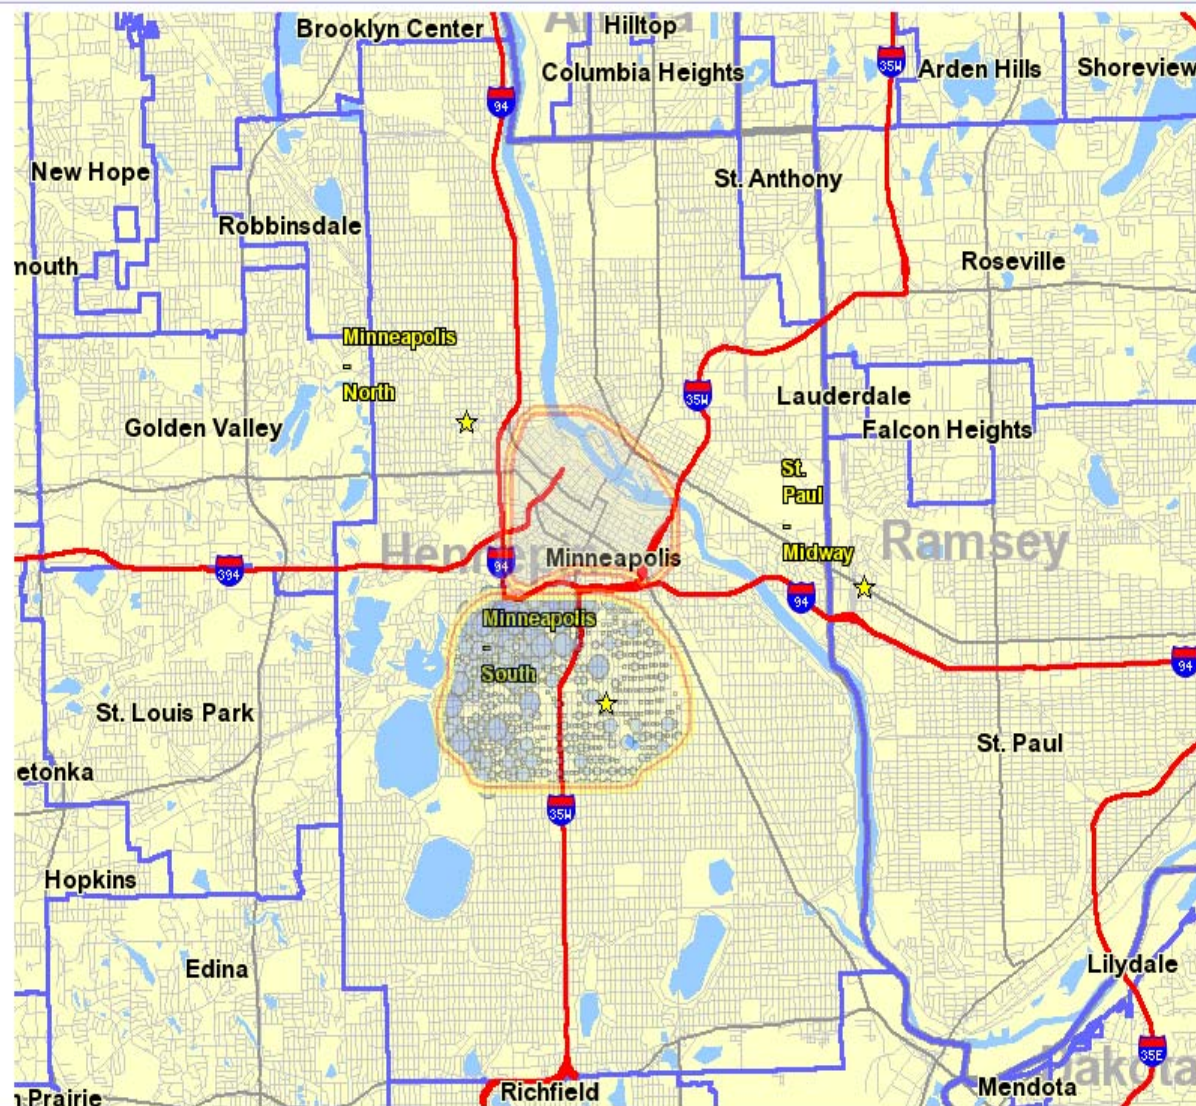 Brooklyn Center
Hilltop
Columbia Heights
94
35W
Arden Hills
Shoreview
New Hope
St. Anthony
Robbinsdale
mouth
Roseville
Minneapolis
-
North
35W
Lauderdale
Golden Valley
Falcon Heights
St.
Paul
-
Midway
Ramsey
Minneapolis
94
394
94
Minneapolis
-
South
94
St. Louis Park
St. Paul
etonka
35W
Hopkins
Edina
Lilydale
35E
Dakota
Richfield
Mendota
Prairie